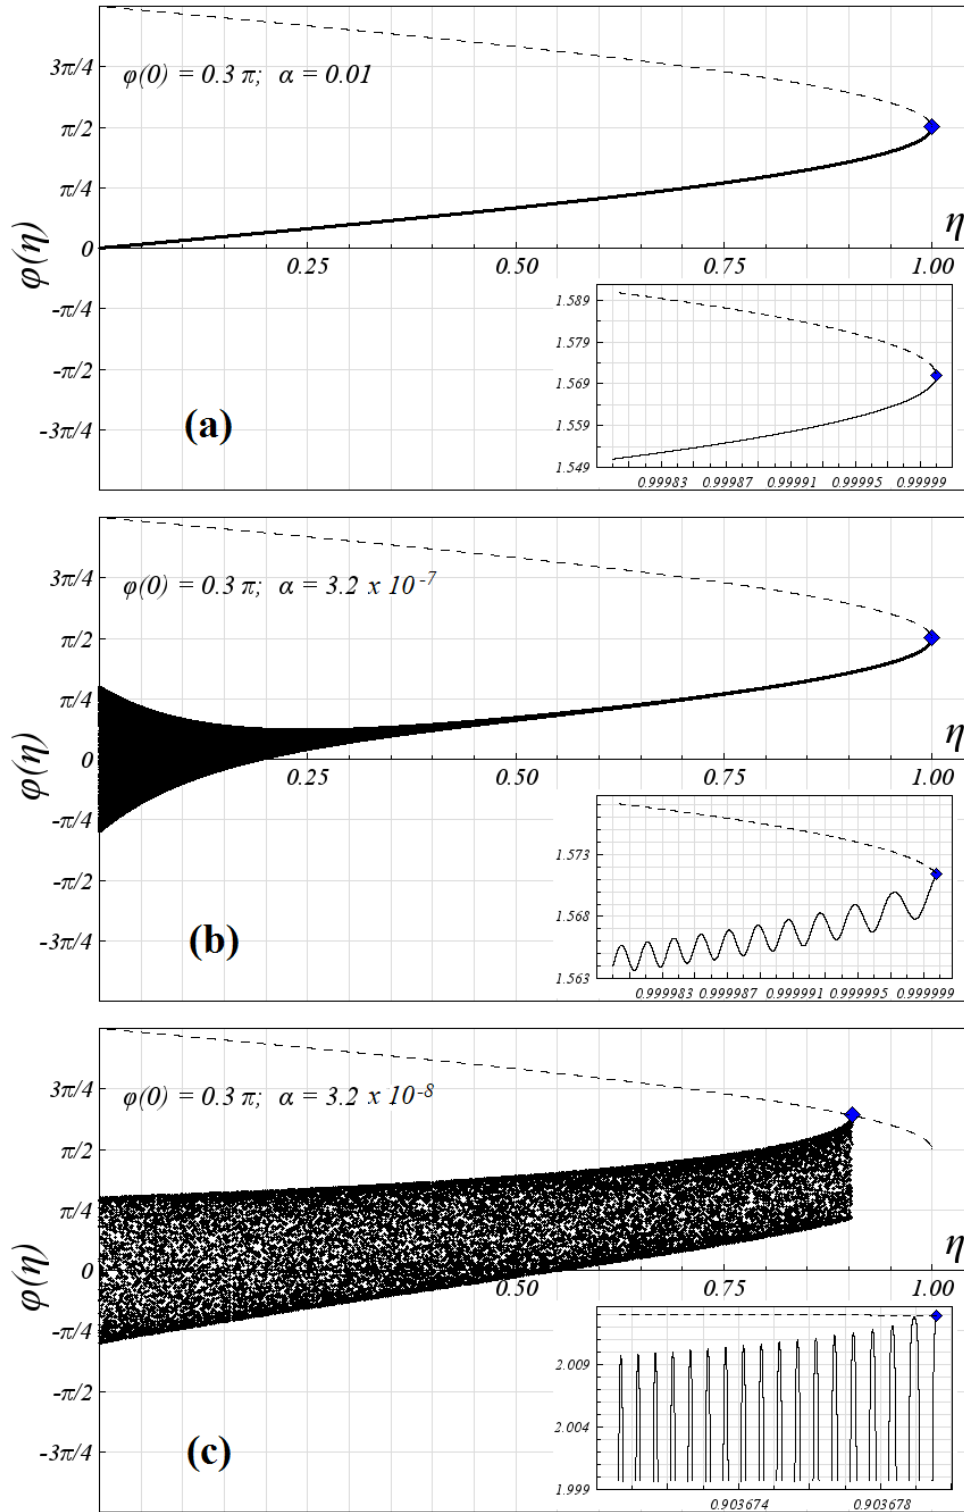 3π/4
φ(0) = 0.3 π; α = 0.01
π/2
π/4
φ(η)
0
η
0.25
0.50
0.75
1.00
-π/4
-π/2
-3π/4
(a)
1.589
1.579
1.569
1.559
1.549
0.99983
0.99987
0.99991
0.99995
0.99999
3π/4
φ(0) = 0.3 π; α = 3.2 x 10-7
π/2
π/4
φ(η)
0
η
0.25
0.50
0.75
1.00
-π/4
-π/2
-3π/4
(b)
1.573
1.568
1.563
0.999983
0.999987
0.999991
0.999995
0.999999
3π/4
φ(0) = 0.3 π; α = 3.2 x 10-8
π/2
π/4
φ(η)
0
η
0.25
0.50
0.75
1.00
-π/4
-π/2
-3π/4
(c)
2.009
2.004
1.999
0.903674
0.903678